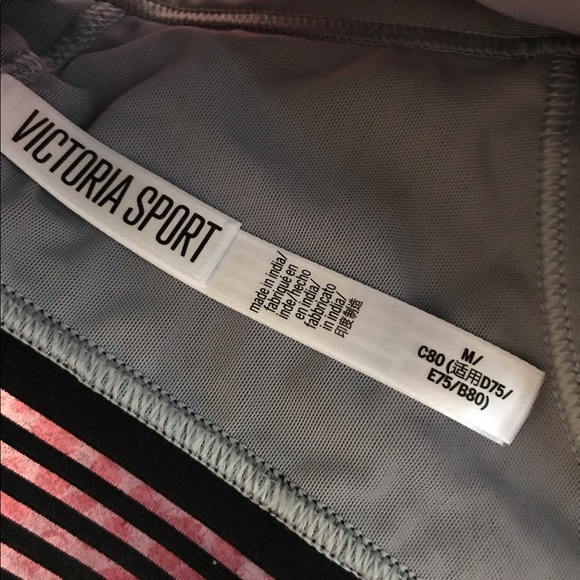 VICTORIA SPORT
made in india/
fabriqué en
inde/hecho
en india/
fabbricato
in india/
印度制造
M/
C80 (适用D75/
E75/B80)